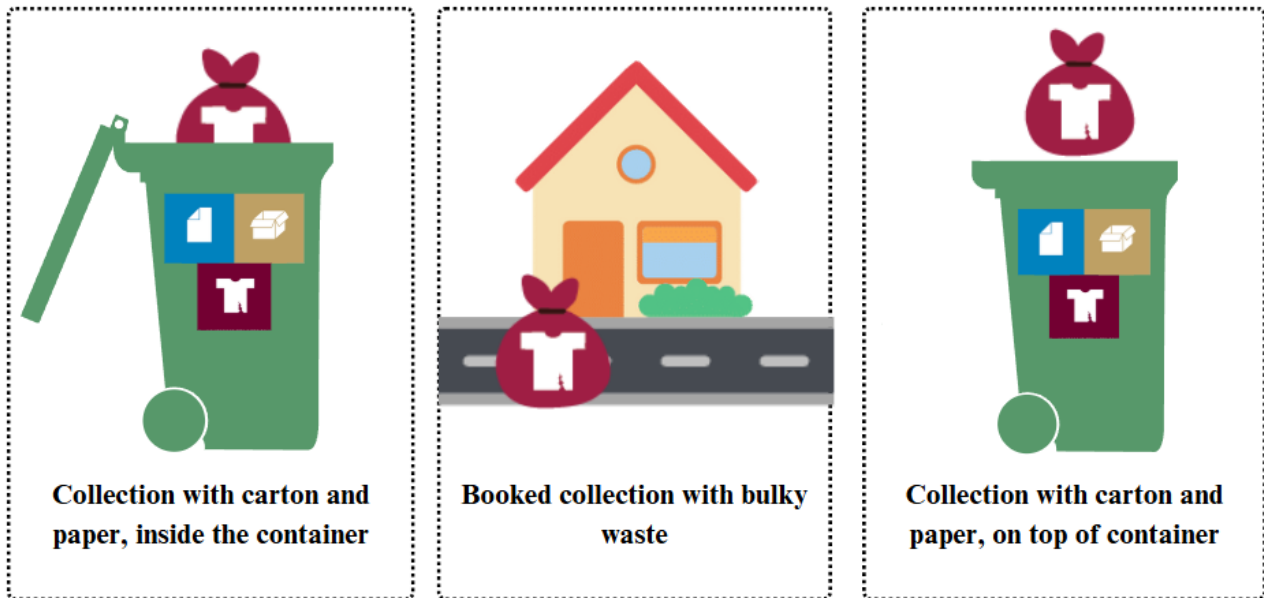 Collection with carton and
paper, inside the container
Booked collection with bulky
waste
Collection with carton and
paper, on top of container